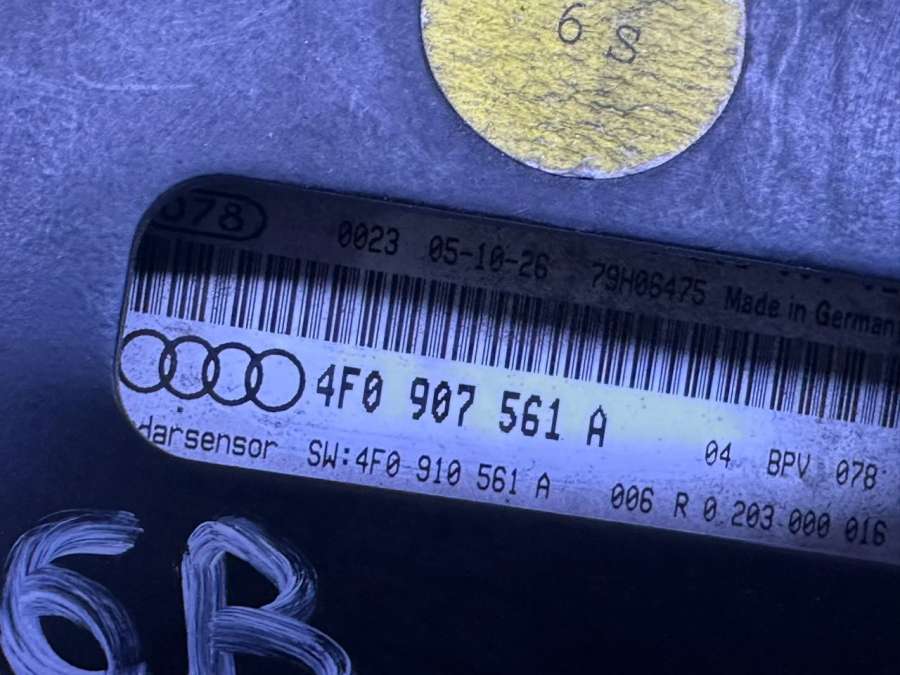 6 S
078
0023 05-10-26 79H06475 Made in German
4F0 907 561 A
04 BPV 078
darsensor SW:4F0 910 561 A 006 R 0 203 000 016
6B